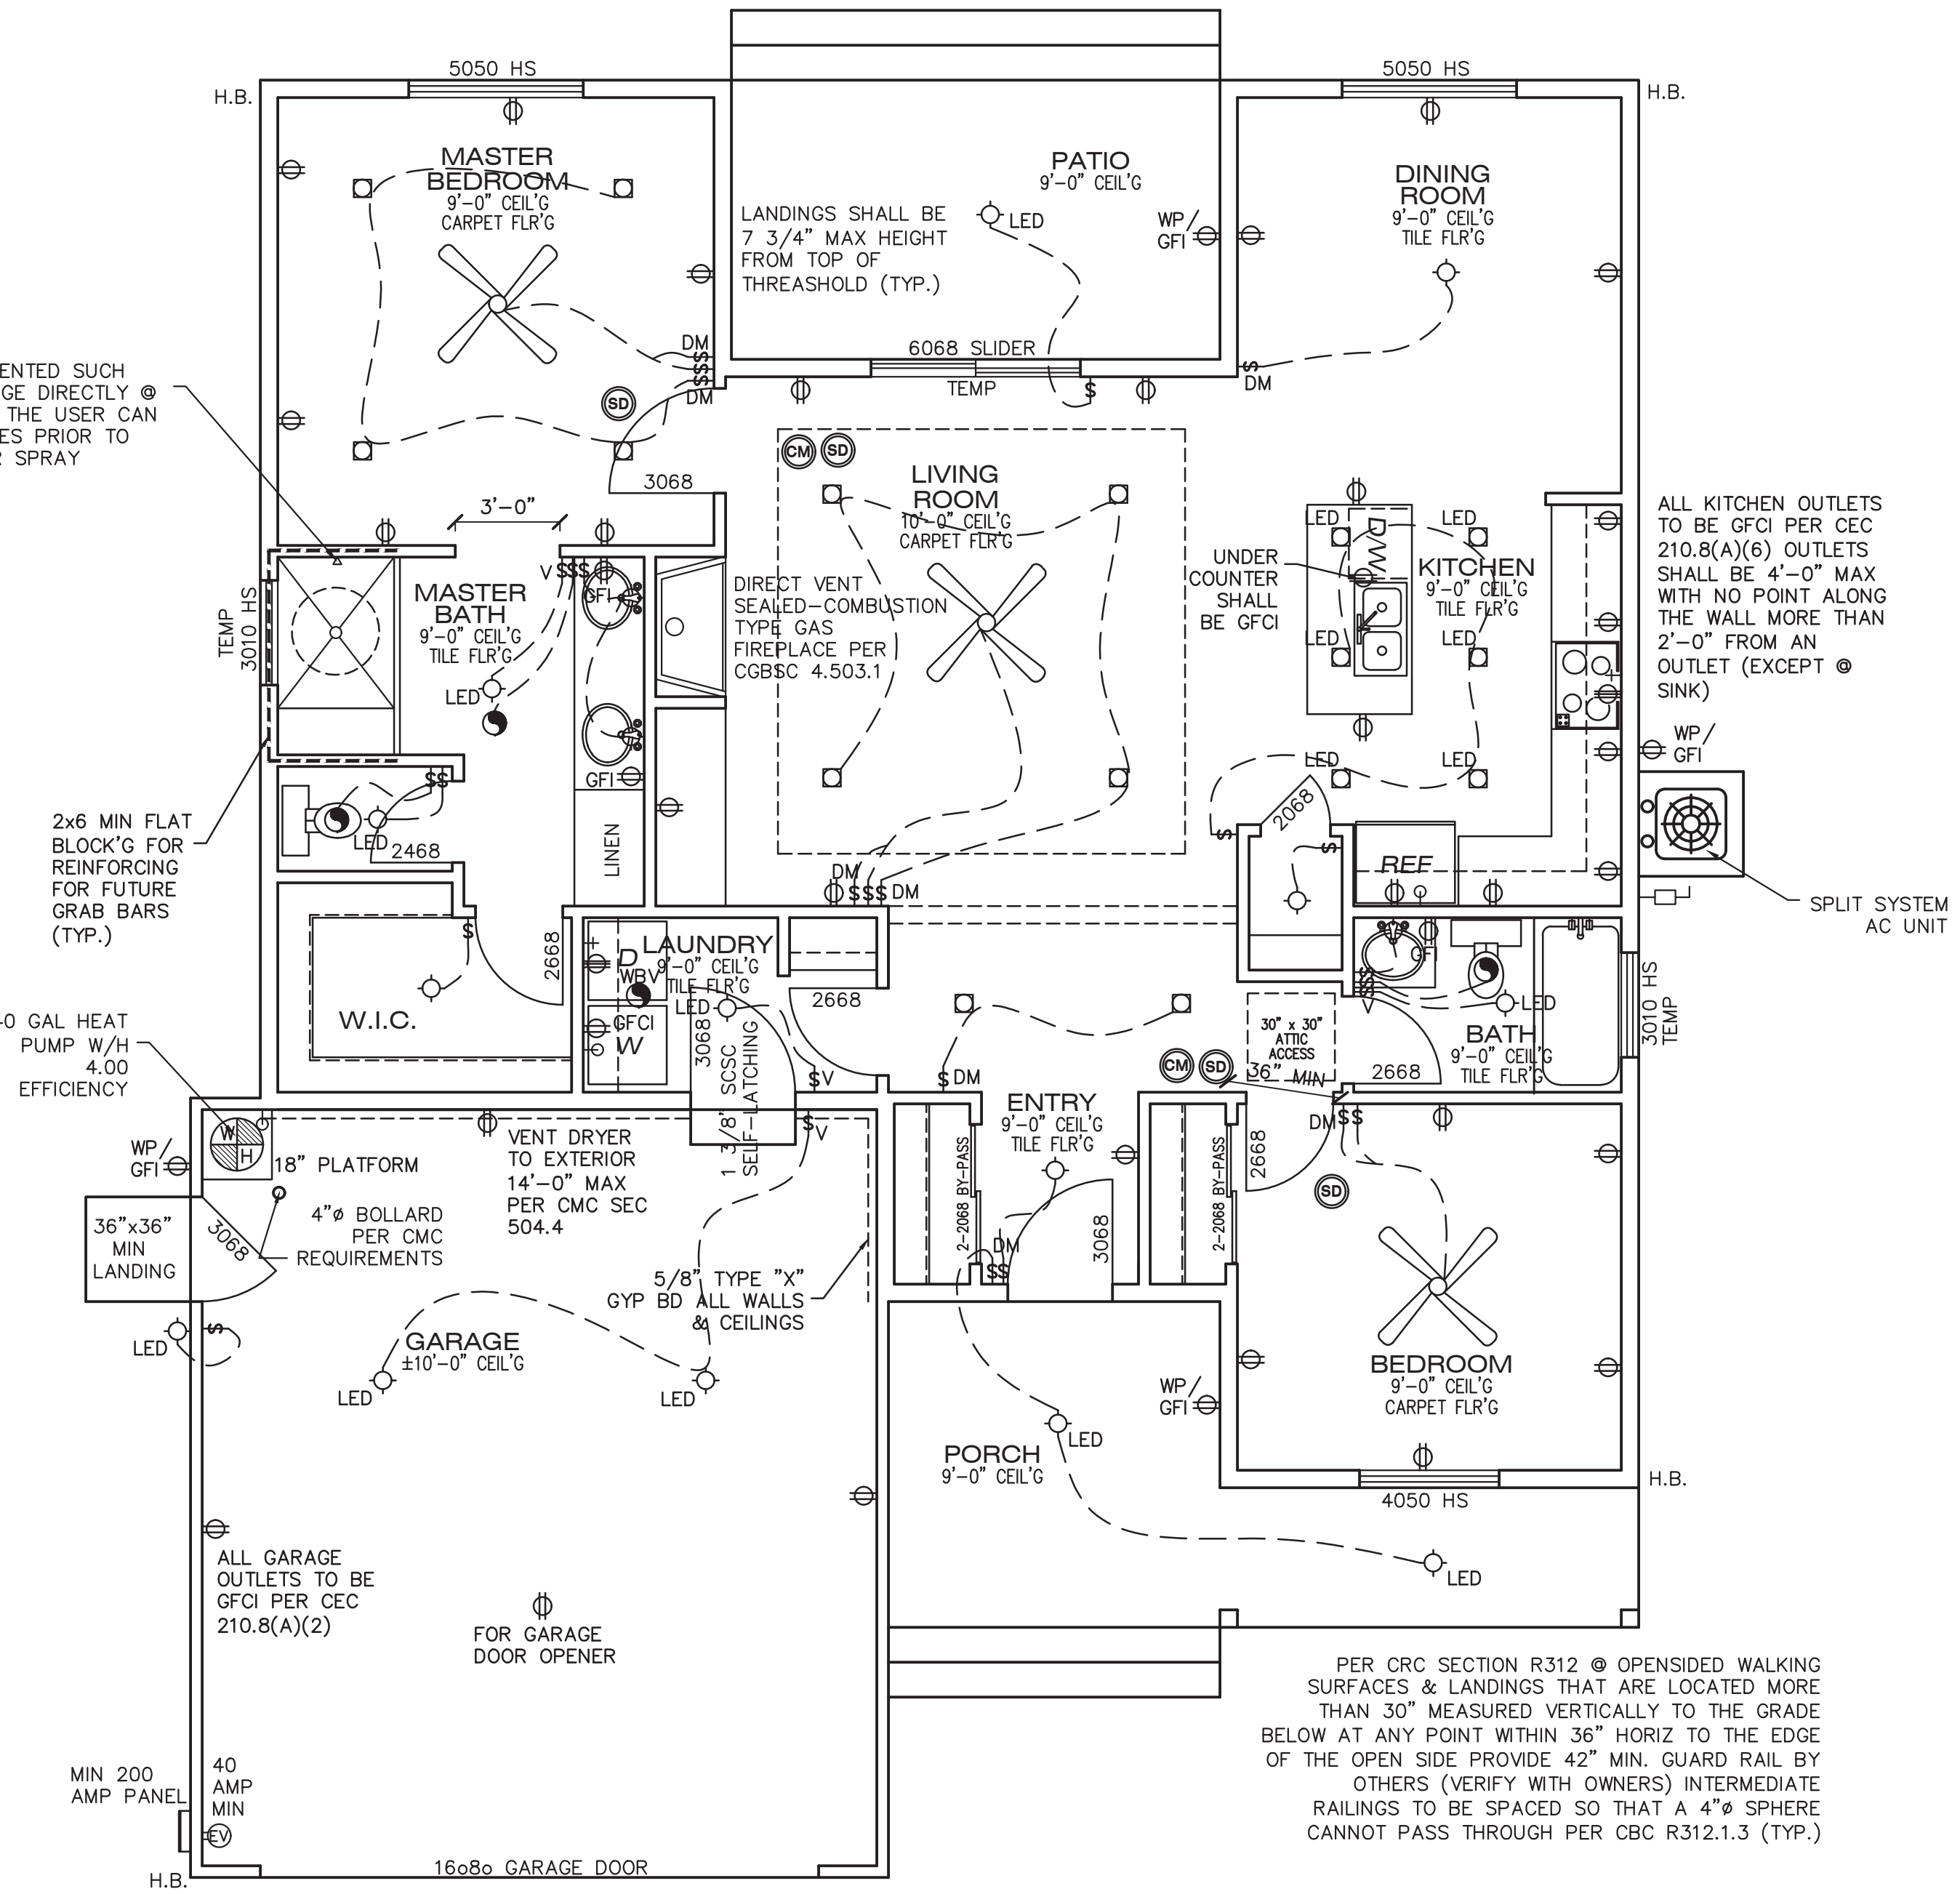 5050 HS
5050 HS
H.B.
H.B.
MASTER
BEDROOM
9'-0" CEIL'G
CARPET FLR'G
PATIO
9'-0" CEIL'G
LED
LANDINGS SHALL BE
7 3/4" MAX HEIGHT
FROM TOP OF
THREASHOLD (TYP.)
WP/
GFI
DINING
ROOM
9'-0" CEIL'G
TILE FLR'G
DM
$$$
DM
SD
6068 SLIDER
TEMP
$
$
DM
ENTED SUCH
GE DIRECTLY @
THE USER CAN
ES PRIOR TO
R SPRAY
3068
3'-0"
CM
SD
LIVING
ROOM
10'-0" CEIL'G
CARPET FLR'G
LED
D/W
LED
UNDER
COUNTER
SHALL
BE GFCI
KITCHEN
9'-0" CEIL'G
TILE FLR'G
LED
LED
LED
LED
ALL KITCHEN OUTLETS
TO BE GFCI PER CEC
210.8(A)(6) OUTLETS
SHALL BE 4'-0" MAX
WITH NO POINT ALONG
THE WALL MORE THAN
2'-0" FROM AN
OUTLET (EXCEPT @
SINK)
TEMP
3010 HS
MASTER
BATH
9'-0" CEIL'G
TILE FLR'G
LED
V $$$
GFI
DIRECT VENT
SEALED-COMBUSTION
TYPE GAS
FIREPLACE PER
CGBSC 4.503.1
GFI
LINEN
WP/
GFI
$$
LED
2468
2x6 MIN FLAT
BLOCK'G FOR
REINFORCING
FOR FUTURE
GRAB BARS
(TYP.)
DM
$$$ DM
$
2068
$
REF
SPLIT SYSTEM
AC UNIT
$
W.I.C.
2668
LAUNDRY
9'-0" CEIL'G
TILE FLR'G
D
WBV
LED
GFCI
W
3068
1 3/8" SCSC
SELF-LATCHING
2668
$V
$ DM
CM
SD
30" x 30"
ATTIC
ACCESS
36" MIN
GFI
V$$$
LED
BATH
9'-0" CEIL'G
TILE FLR'G
2668
3010 HS
TEMP
-0 GAL HEAT
PUMP W/H
4.00
EFFICIENCY
W
H
WP/
GFI
18" PLATFORM
VENT DRYER
TO EXTERIOR
14'-0" MAX
PER CMC SEC
504.4
$V
4"ø BOLLARD
PER CMC
REQUIREMENTS
36"x36"
MIN
LANDING
3068
5/8" TYPE "X"
GYP BD ALL WALLS
& CEILINGS
ENTRY
9'-0" CEIL'G
TILE FLR'G
2-2068 BY-PASS
DM
$$
3068
2-2068 BY-PASS
2668
DM$$
SD
BEDROOM
9'-0" CEIL'G
CARPET FLR'G
LED
$
GARAGE
±10'-0" CEIL'G
LED
LED
WP/
GFI
PORCH
9'-0" CEIL'G
LED
LED
4050 HS
H.B.
ALL GARAGE
OUTLETS TO BE
GFCI PER CEC
210.8(A)(2)
FOR GARAGE
DOOR OPENER
PER CRC SECTION R312 @ OPENSIDED WALKING
SURFACES & LANDINGS THAT ARE LOCATED MORE
THAN 30" MEASURED VERTICALLY TO THE GRADE
BELOW AT ANY POINT WITHIN 36" HORIZ TO THE EDGE
OF THE OPEN SIDE PROVIDE 42" MIN. GUARD RAIL BY
OTHERS (VERIFY WITH OWNERS) INTERMEDIATE
RAILINGS TO BE SPACED SO THAT A 4"ø SPHERE
CANNOT PASS THROUGH PER CBC R312.1.3 (TYP.)
MIN 200
AMP PANEL
40
AMP
MIN
EV
16o8o GARAGE DOOR
H.B.